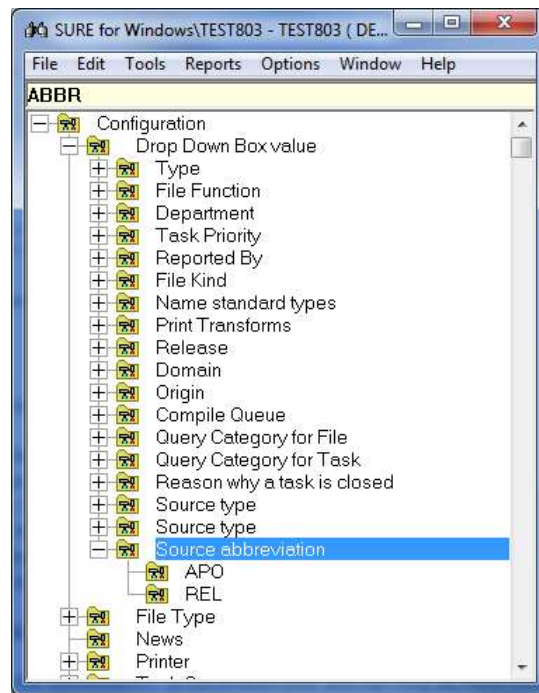 SURE for Windows\TEST803 - TEST803 ( DE...
File Edit Tools Reports Options Window Help
ABBR
Configuration
Drop Down Box value
Type
File Function
Department
Task Priority
Reported By
File Kind
Name standard types
Print Transforms
Release
Domain
Origin
Compile Queue
Query Category for File
Query Category for Task
Reason why a task is closed
Source type
Source type
Source abbreviation
APO
REL
File Type
News
Printer